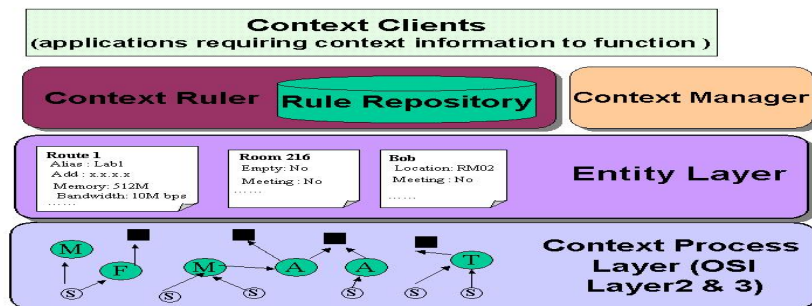 Context Clients
(applications requiring context information to function )
Context Ruler
Rule Repository
Context Manager
Route 1
Alias : Lab1
Add : x.x.x.x
Memory: 512M
Bandwidth: 10M bps
......
Room 216
Empty: No
Meeting : No
......
Bob
Location: RM02
Meeting : No
......
Entity Layer
M
F
M
A
A
T
S
S
S
S
S
S
S
Context Process
Layer (OSI
Layer2 & 3)